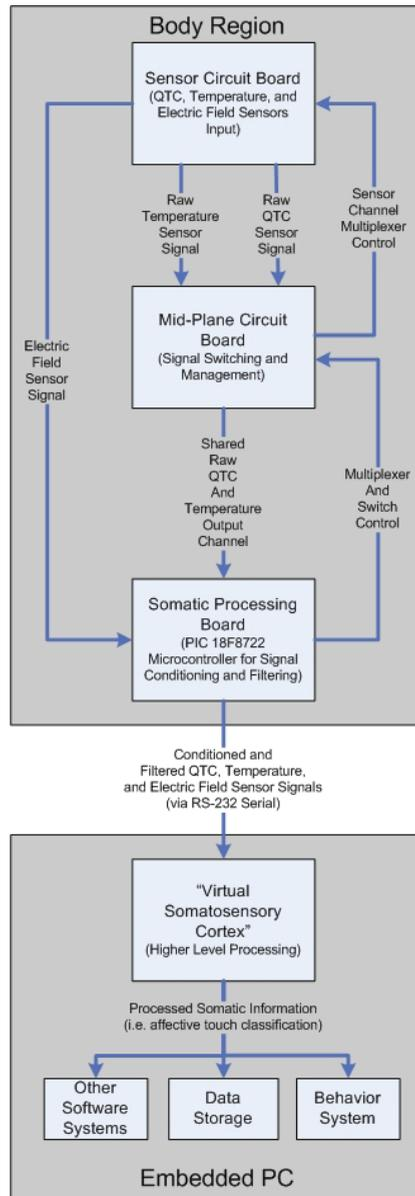 Body Region
Sensor Circuit Board
(QTC, Temperature, and
Electric Field Sensors
Input)
Raw
Temperature
Sensor
Signal
Raw
QTC
Sensor
Signal
Sensor
Channel
Multiplexer
Control
Mid-Plane Circuit
Board
(Signal Switching and
Management)
Electric
Field
Sensor
Signal
Shared
Raw
QTC
And
Temperature
Output
Channel
Multiplexer
And
Switch
Control
Somatic Processing
Board
(PIC 18F8722
Microcontroller for Signal
Conditioning and Filtering)
Conditioned and
Filtered QTC, Temperature,
and Electric Field Sensor Signals
(via RS-232 Serial)
“Virtual
Somatosensory
Cortex”
(Higher Level Processing)
Processed Somatic Information
(i.e. affective touch classification)
Other
Software
Systems
Data
Storage
Behavior
System
Embedded PC